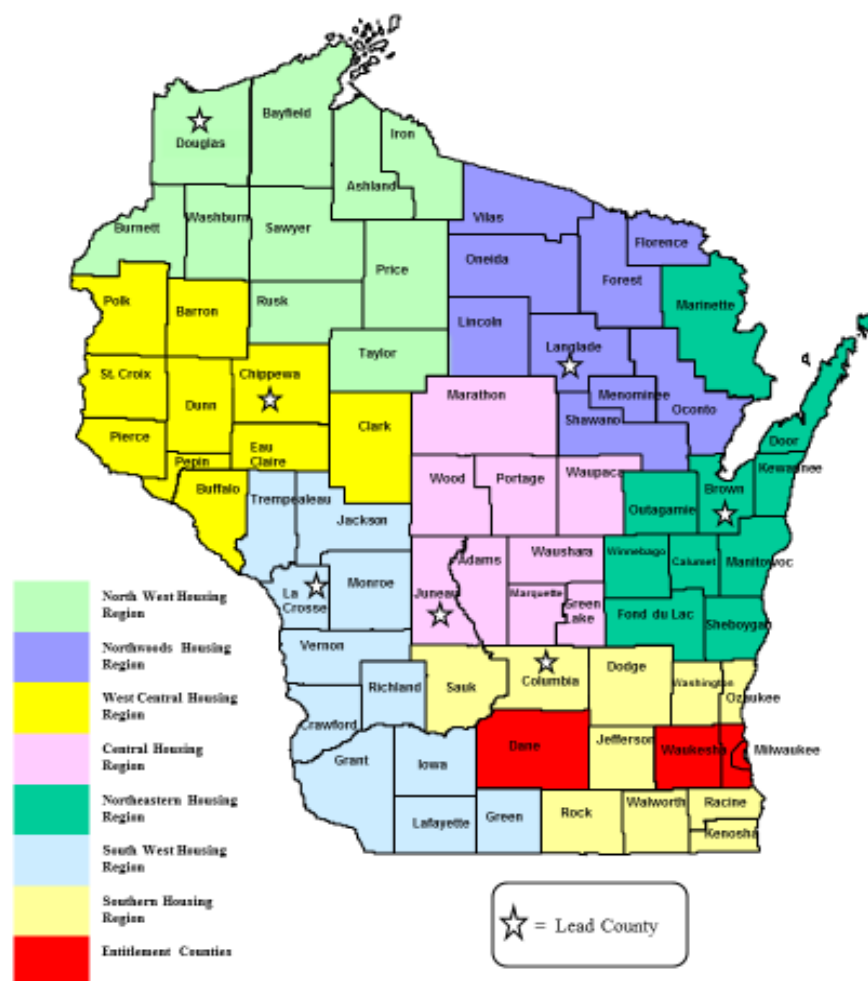 Bayfield
Douglas
Iron
Ashland
Washburn
Burnett
Sawyer
Vilas
Florence
Oneida
Price
Forest
Polk
Barron
Rusk
Marinette
Lincoln
Langlade
Taylor
St. Croix
Chippewa
Marathon
Menominee
Dunn
Oconto
Shawano
Clark
Pierce
Eau
Claire
Pepin
Door
Kewaunee
Wood
Portage
Waupaca
Brown
Buffalo
Trempealeau
Outagamie
Jackson
Waushara
Winnebago
Calumet
Manitowoc
Adams
Monroe
La
Crosse
Juneau
Marquette
Green
Lake
Fond du Lac
Sheboygan
Vernon
Dodge
Columbia
Sauk
Richland
Washington
Ozaukee
Crawford
Dane
Jefferson
Waukesha
Milwaukee
Grant
Iowa
Lafayette
Green
Rock
Walworth
Racine
Kenosha
North West Housing
Region
Northwoods Housing
Region
West Central Housing
Region
Central Housing
Region
Northeastern Housing
Region
South West Housing
Region
Southern Housing
Region
Entitlement Counties
= Lead County